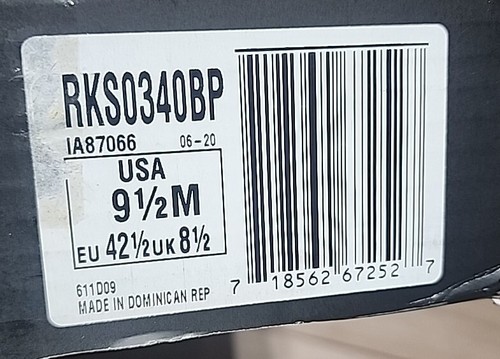 RKS0340BP
IA87066 06-20
USA
9½M
EU 42½ UK 8½
611D09
MADE IN DOMINICAN REP
7 18562 67252 7